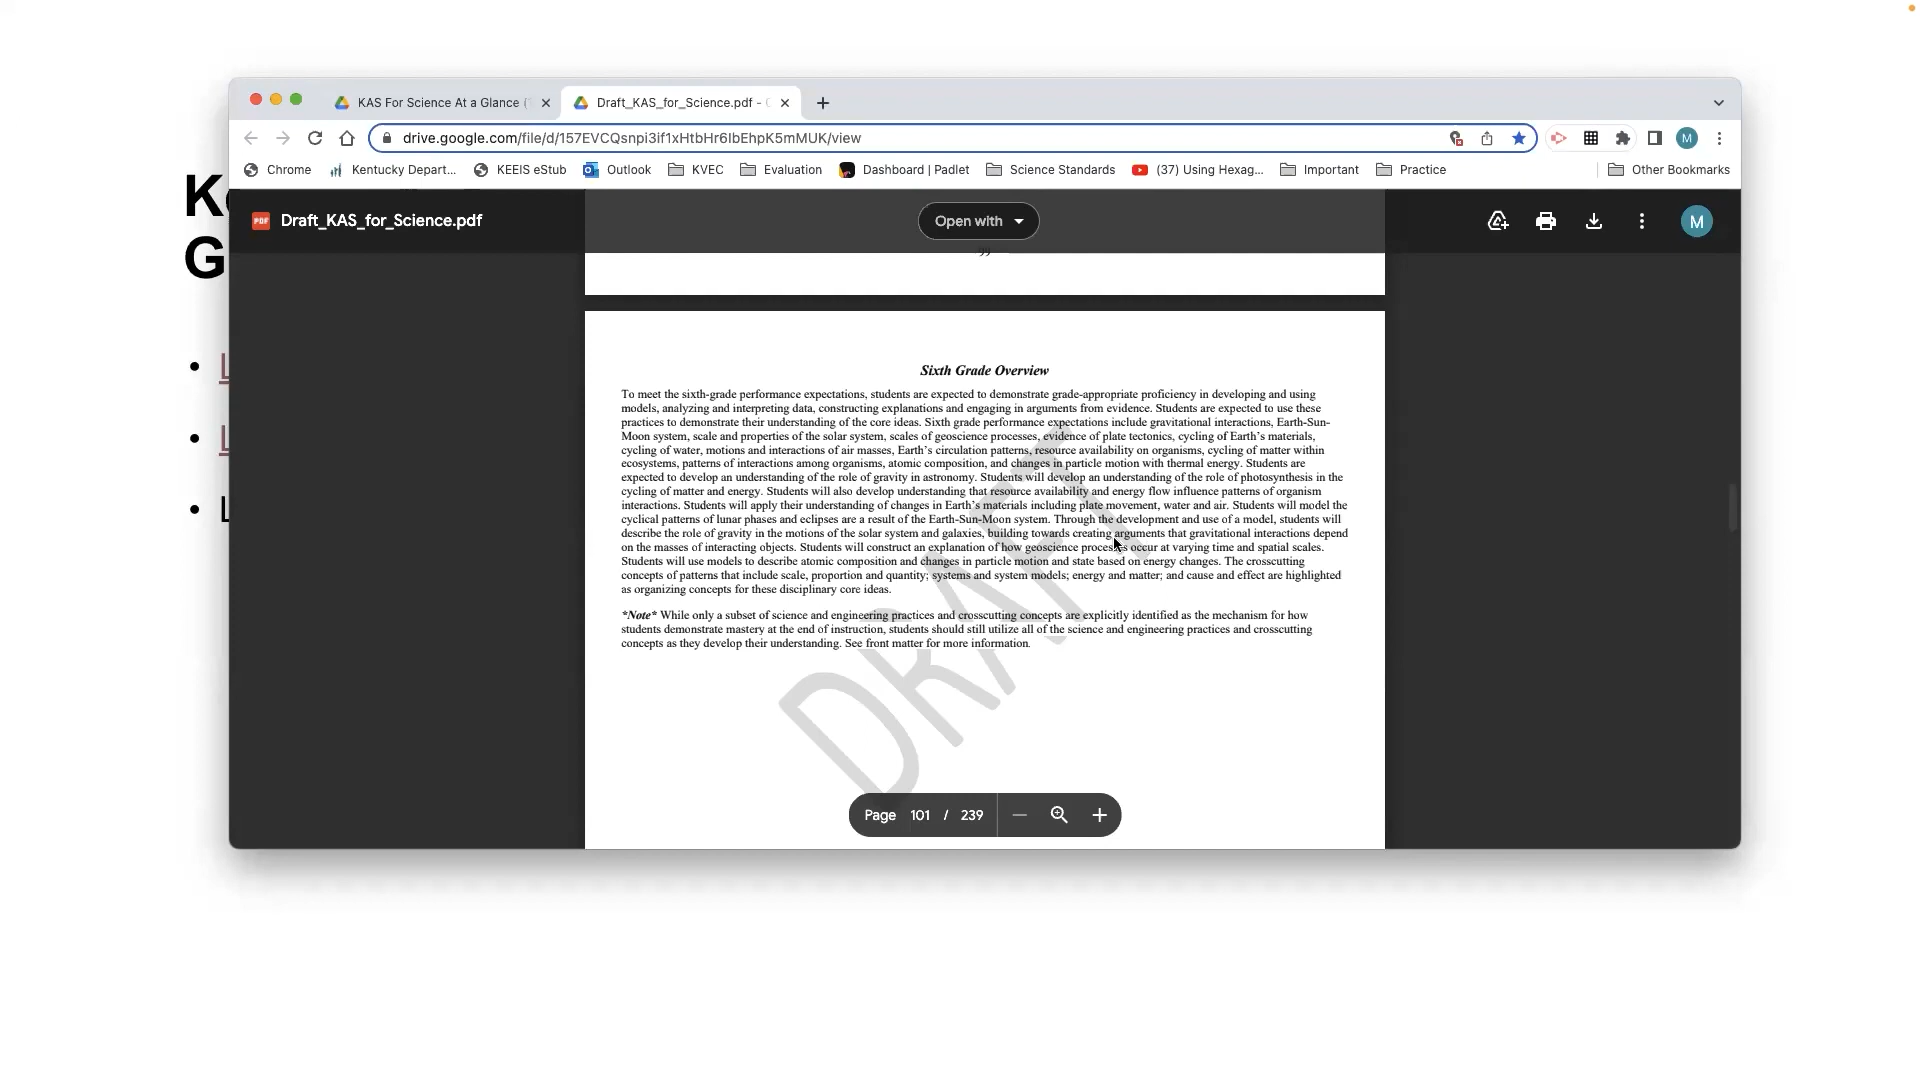 KAS For Science At a Glance (
Draft_KAS_for_Science.pdf -
drive.google.com/file/d/157EVCQsnpi3if1xHtbHr6IbEhpK5mMUK/view
M
Chrome
Kentucky Depart...
KEEIS eStub
Outlook
KVEC
Evaluation
Dashboard | Padlet
Science Standards
(37) Using Hexag...
Important
Practice
Other Bookmarks
K
G
PDF Draft_KAS_for_Science.pdf
Open with
M
99
Sixth Grade Overview
To meet the sixth-grade performance expectations, students are expected to demonstrate grade-appropriate proficiency in developing and using
models, analyzing and interpreting data, constructing explanations and engaging in arguments from evidence. Students are expected to use these
practices to demonstrate their understanding of the core ideas. Sixth grade performance expectations include gravitational interactions, Earth-Sun-
Moon system, scale and properties of the solar system, scales of geoscience processes, evidence of plate tectonics, cycling of Earth's materials,
cycling of water, motions and interactions of air masses, Earth's circulation patterns, resource availability on organisms, cycling of matter within
ecosystems, patterns of interactions among organisms, atomic composition, and changes in particle motion with thermal energy. Students are
expected to develop an understanding of the role of gravity in astronomy. Students will develop an understanding of the role of photosynthesis in the
cycling of matter and energy. Students will also develop understanding that resource availability and energy flow influence patterns of organism
interactions. Students will apply their understanding of changes in Earth's materials including plate movement, water and air. Students will model the
cyclical patterns of lunar phases and eclipses are a result of the Earth-Sun-Moon system. Through the development and use of a model, students will
describe the role of gravity in the motions of the solar system and galaxies, building towards creating arguments that gravitational interactions depend
on the masses of interacting objects. Students will construct an explanation of how geoscience processes occur at varying time and spatial scales.
Students will use models to describe atomic composition and changes in particle motion and state based on energy changes. The crosscutting
concepts of patterns that include scale, proportion and quantity; systems and system models; energy and matter; and cause and effect are highlighted
as organizing concepts for these disciplinary core ideas.
*Note* While only a subset of science and engineering practices and crosscutting concepts are explicitly identified as the mechanism for how
students demonstrate mastery at the end of instruction, students should still utilize all of the science and engineering practices and crosscutting
concepts as they develop their understanding. See front matter for more information.
DRAFT
Page 101 / 239